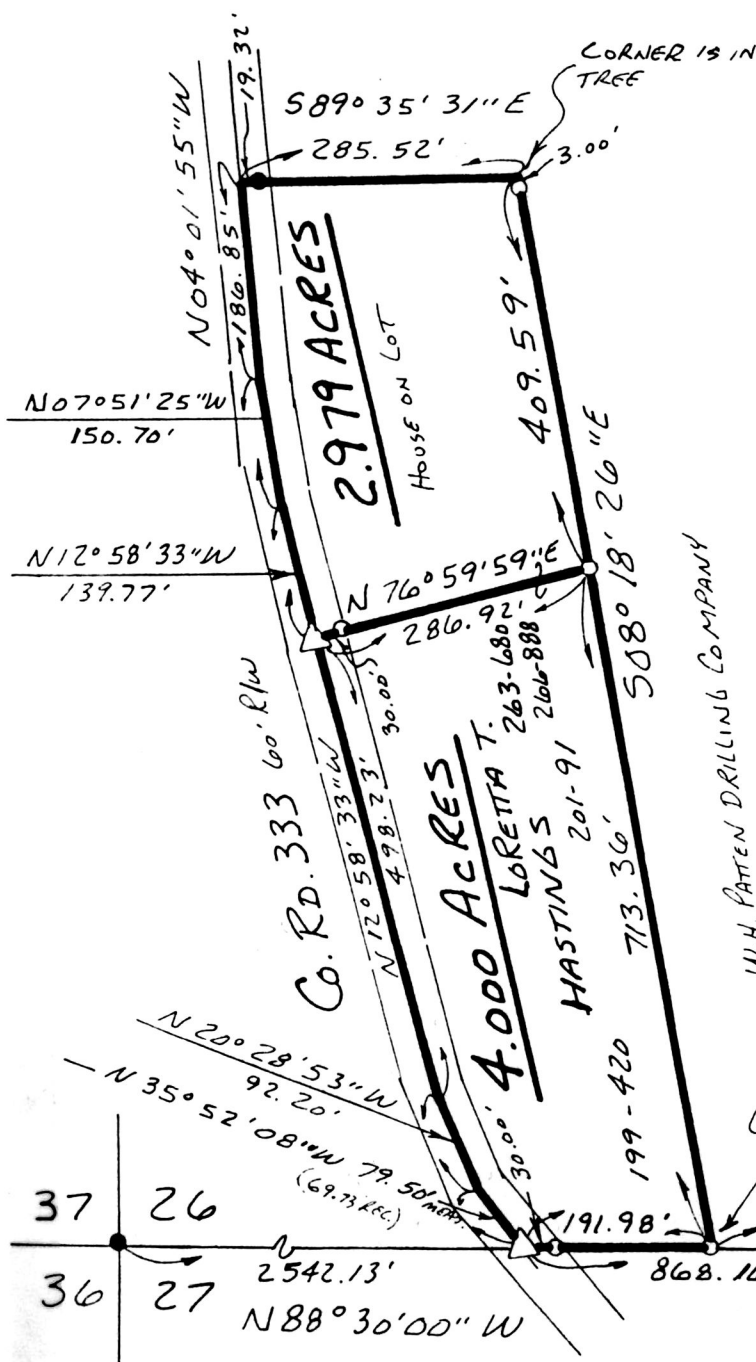 CORNER IS IN
TREE
19.32'
S89° 35' 31" E
285.52'
3.00'
N04° 01' 55" W
186.85'
2.979 ACRES
HOUSE ON LOT
409.59'
N07° 51' 25" W
150.70'
N12° 58' 33" W
139.77'
N 76° 59' 59" E
286.92'
30.00'
S08° 18' 26" E
W.H. PATTEN DRILLING COMPANY
Co. RD. 333 60' R/W
N 12° 58' 33" W
498.23'
4.000 ACRES
LORETTA T.
HASTINGS
263-680
266-888
201-91
713.36'
199-420
N 20° 28' 53" W
92.20'
N 35° 52' 08" W 79.50' MEAS.
(69.73 REC.)
30.00'
191.98'
37 26
36 27
2542.13'
N88° 30' 00" W